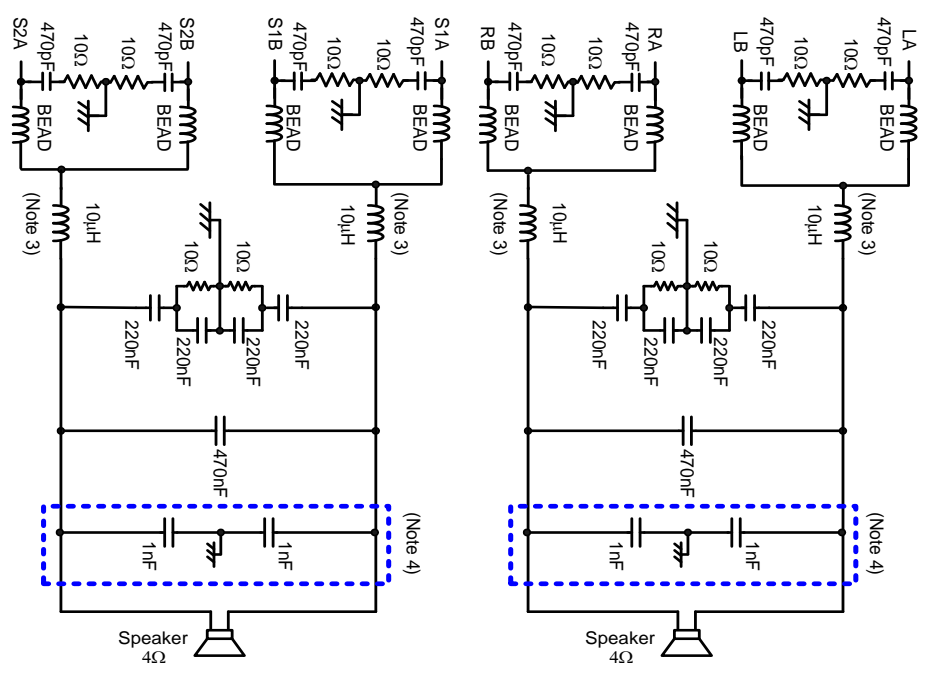 S2A
470pF
10Ω
10Ω
470pF
S2B
BEAD
BEAD
S1B
470pF
10Ω
10Ω
470pF
S1A
BEAD
BEAD
RB
470pF
10Ω
10Ω
470pF
RA
BEAD
BEAD
LB
470pF
10Ω
10Ω
470pF
LA
BEAD
BEAD
(Note 3)
10µH
10µH
(Note 3)
(Note 3)
10µH
10µH
(Note 3)
10Ω
10Ω
220nF
220nF
220nF
220nF
10Ω
10Ω
220nF
220nF
220nF
220nF
470nF
470nF
(Note 4)
1nF
1nF
(Note 4)
1nF
1nF
Speaker
4Ω
Speaker
4Ω